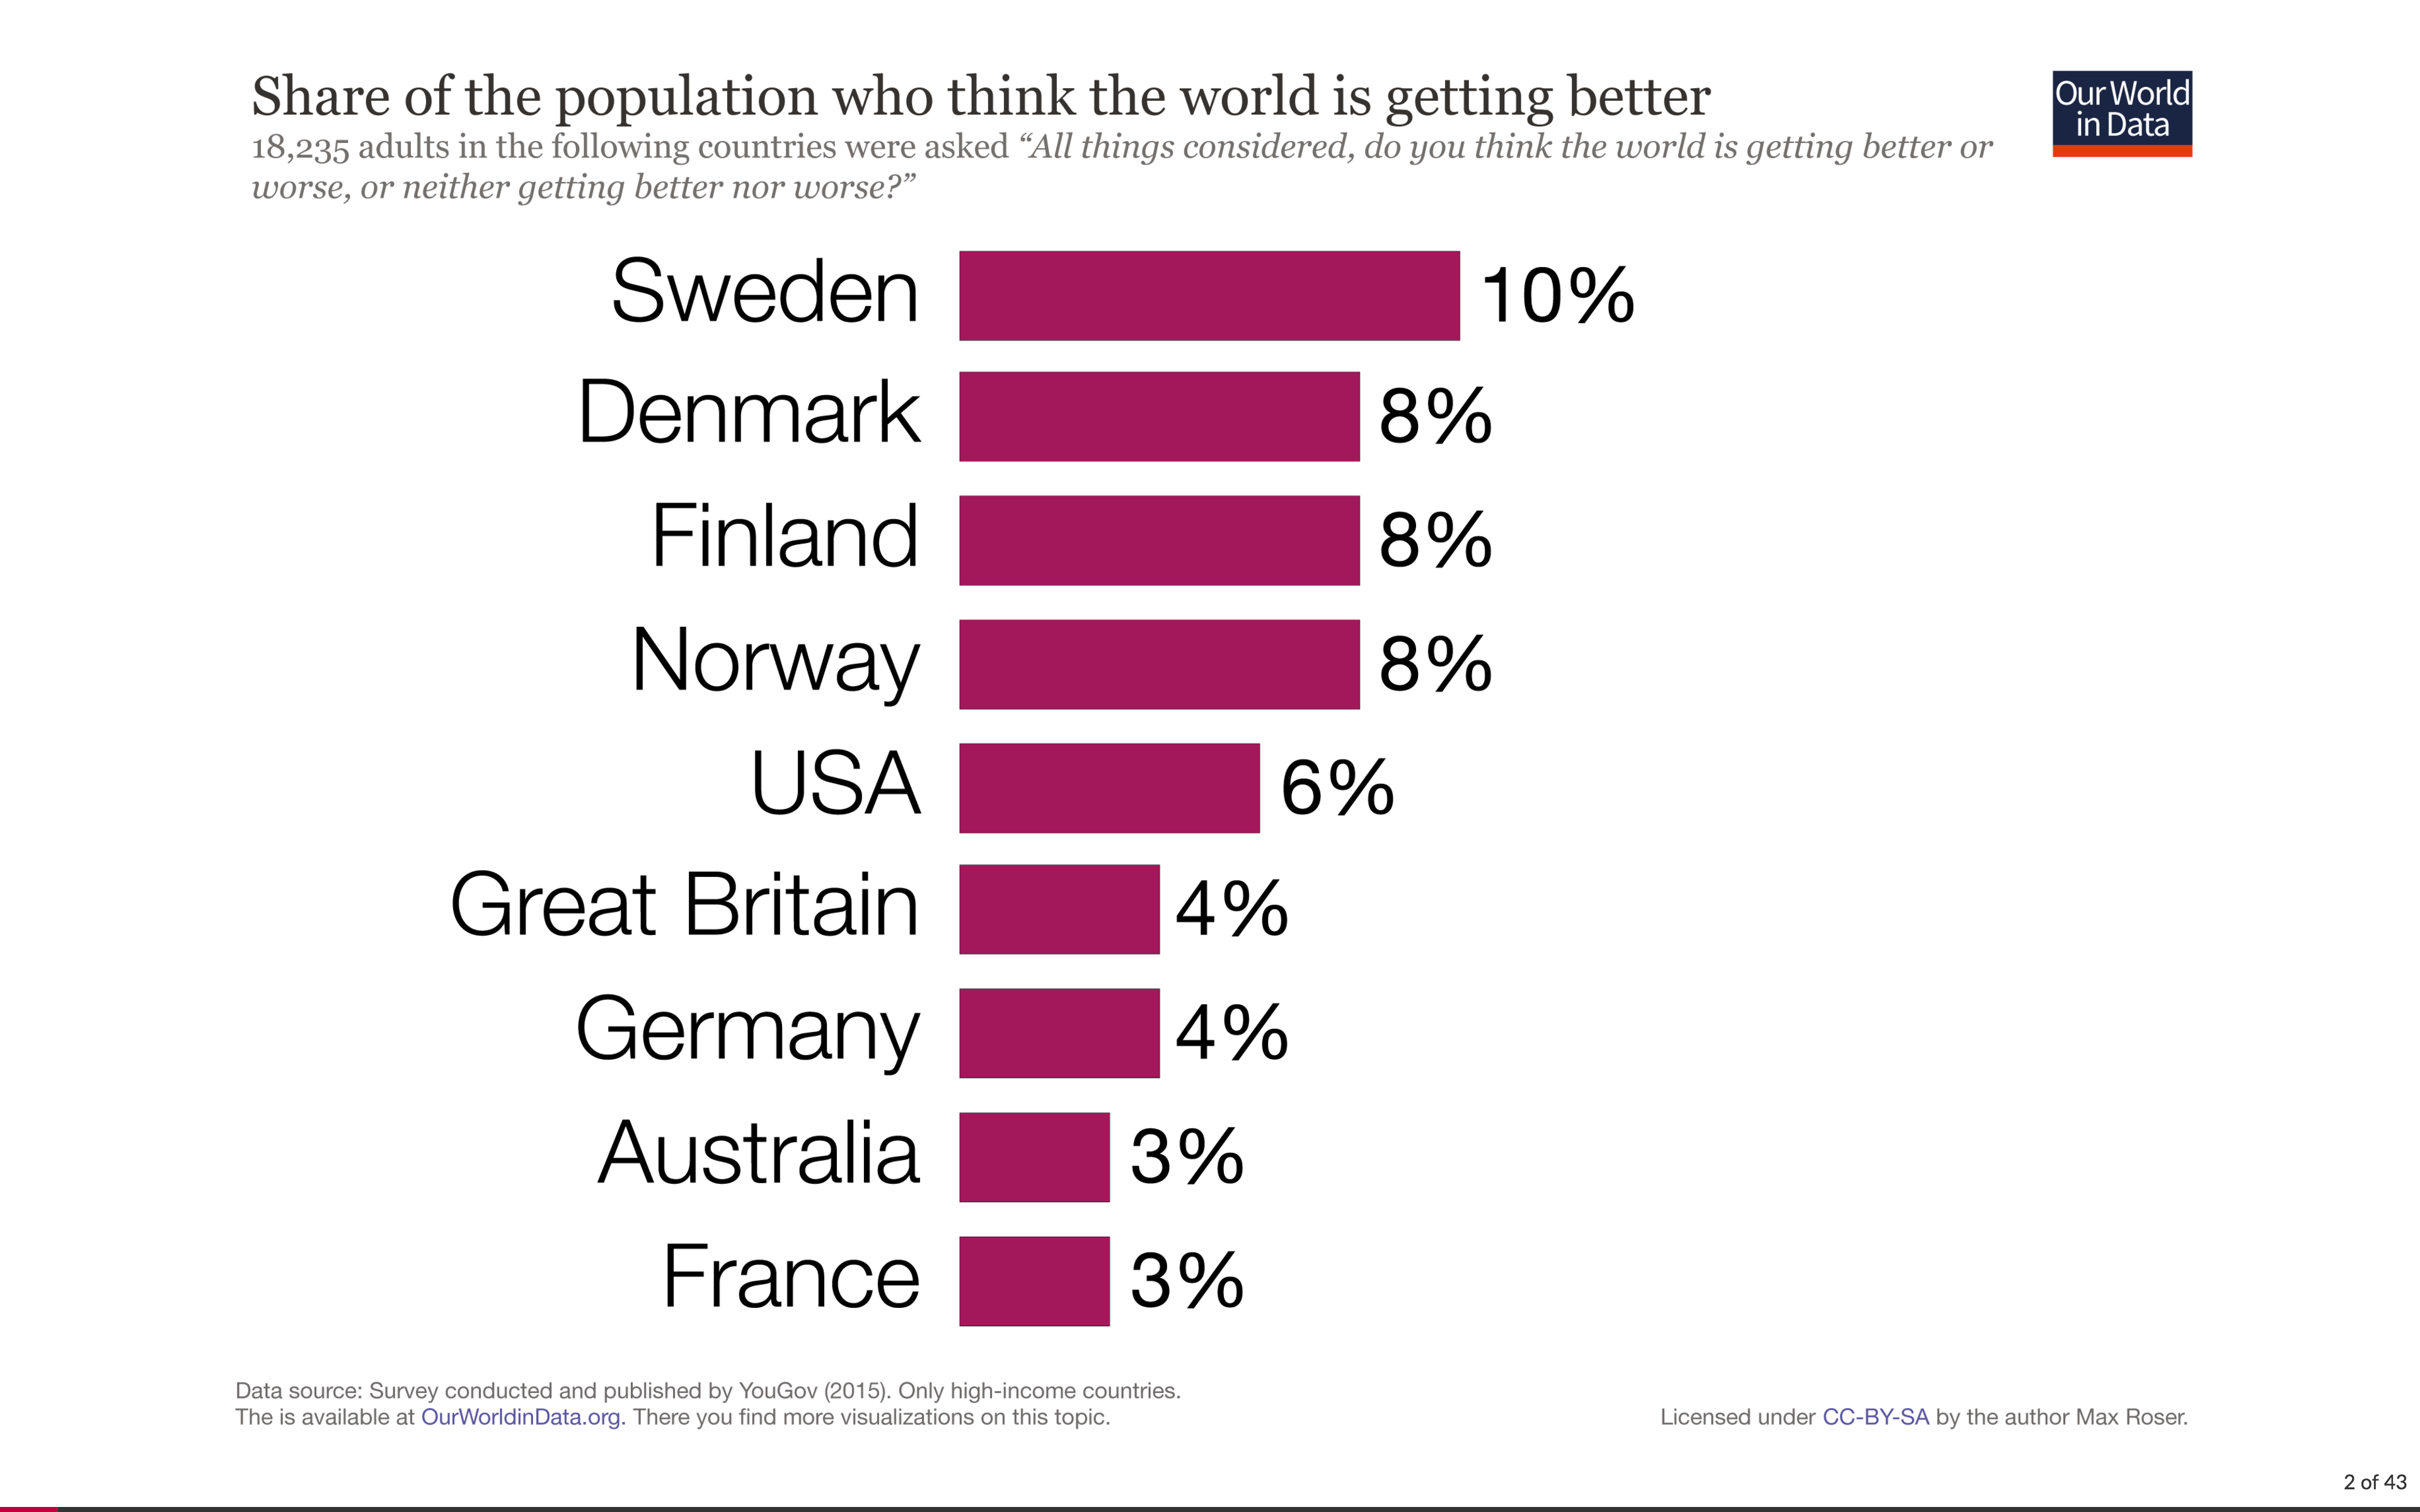 Share of the population who think the world is getting better
18,235 adults in the following countries were asked “All things considered, do you think the world is getting better or
worse, or neither getting better nor worse?”
Our World
in Data
Sweden 10%
Denmark 8%
Finland 8%
Norway 8%
USA 6%
Great Britain 4%
Germany 4%
Australia 3%
France 3%
Data source: Survey conducted and published by YouGov (2015). Only high-income countries.
The is available at OurWorldinData.org. There you find more visualizations on this topic.
Licensed under CC-BY-SA by the author Max Roser.
2 of 43